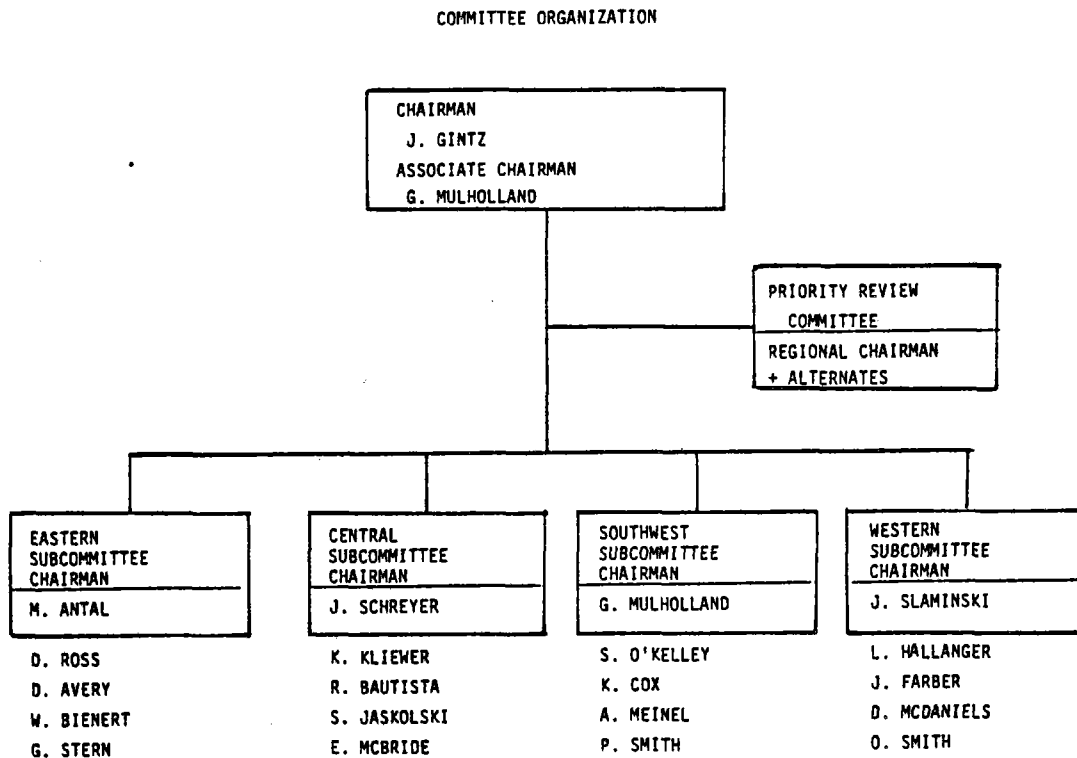 COMMITTEE ORGANIZATION
CHAIRMAN
J. GINTZ
ASSOCIATE CHAIRMAN
G. MULHOLLAND
PRIORITY REVIEW
COMMITTEE
REGIONAL CHAIRMAN
+ ALTERNATES
EASTERN
SUBCOMMITTEE
CHAIRMAN
M. ANTAL
D. ROSS
D. AVERY
W. BIENERT
G. STERN
CENTRAL
SUBCOMMITTEE
CHAIRMAN
J. SCHREYER
K. KLIEWER
R. BAUTISTA
S. JASKOLSKI
E. MCBRIDE
SOUTHWEST
SUBCOMMITTEE
CHAIRMAN
G. MULHOLLAND
S. O'KELLEY
K. COX
A. MEINEL
P. SMITH
WESTERN
SUBCOMMITTEE
CHAIRMAN
J. SLAMINSKI
L. HALLANGER
J. FARBER
D. MCDANIELS
O. SMITH